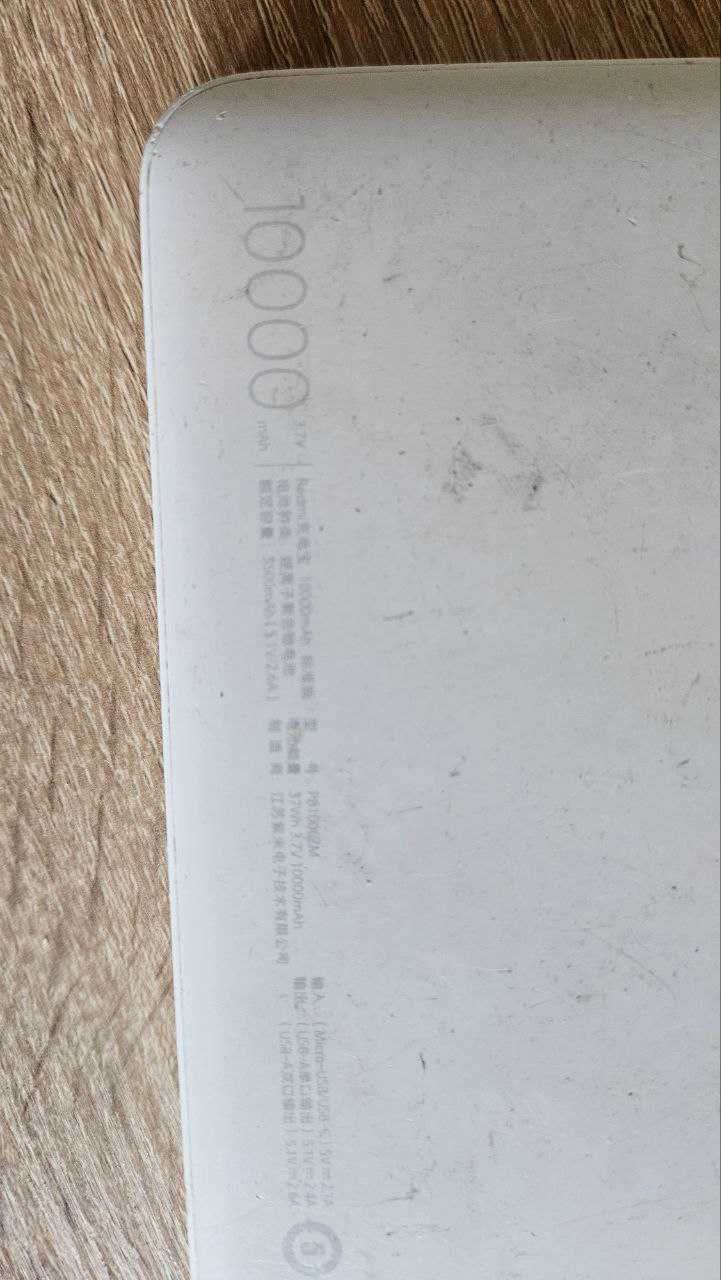 10000 mAh 3.7V
Redmi充电宝 10000mAh 标准版
电池种类 锂离子聚合物电池
额定容量 5500mAh(5.1V/2.6A)
型 号 PB100LZM
电池能量 37Wh 3.7V 10000mAh
制 造 商 江苏紫米电子技术有限公司
输入 (Micro-USB/USB-C) 5V⎓2.1A
输出 (USB-A单口输出) 5.1V⎓2.4A
(USB-A双口输出) 5.1V⎓2.6A